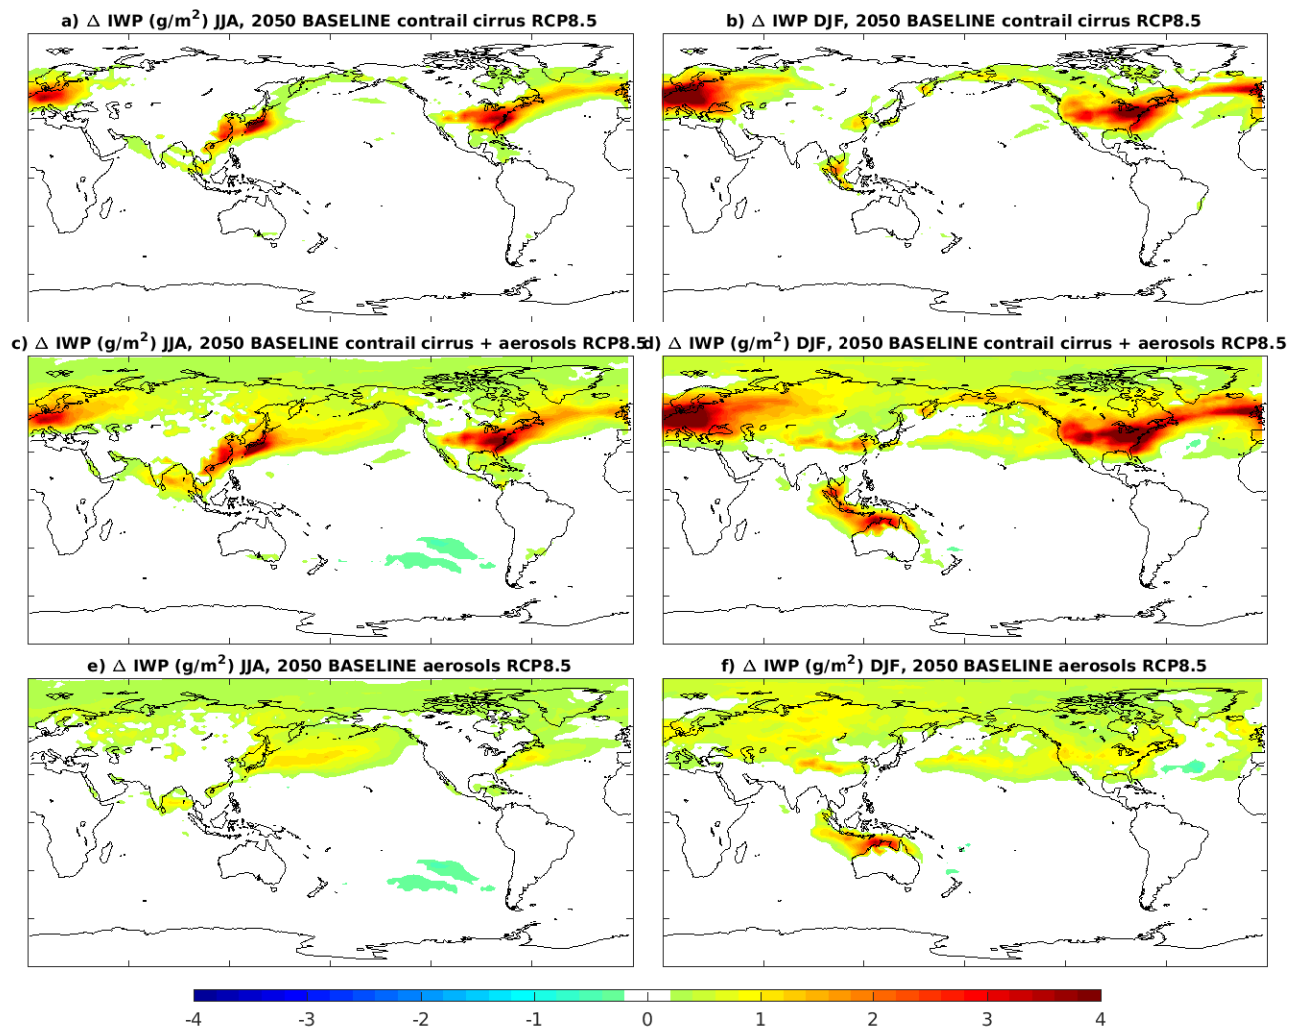 a) Δ IWP (g/m²) JJA, 2050 BASELINE contrail cirrus RCP8.5
b) Δ IWP DJF, 2050 BASELINE contrail cirrus RCP8.5
c) Δ IWP (g/m²) JJA, 2050 BASELINE contrail cirrus + aerosols RCP8.5
d) Δ IWP (g/m²) DJF, 2050 BASELINE contrail cirrus + aerosols RCP8.5
e) Δ IWP (g/m²) JJA, 2050 BASELINE aerosols RCP8.5
f) Δ IWP (g/m²) DJF, 2050 BASELINE aerosols RCP8.5
-4 -3 -2 -1 0 1 2 3 4